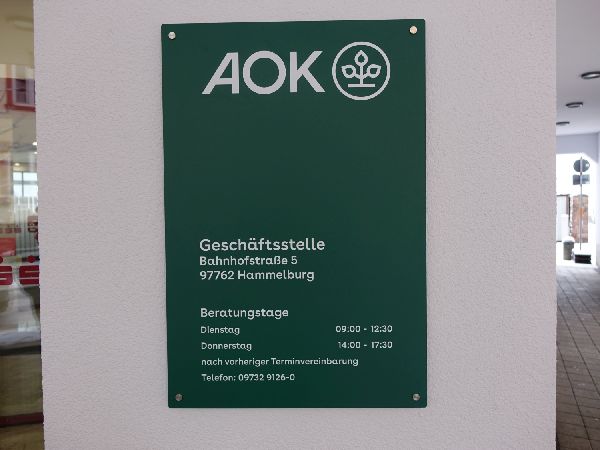 AOK
Geschäftsstelle
Bahnhofstraße 5
97762 Hammelburg
Beratungstage
Dienstag 09:00 - 12:30
Donnerstag 14:00 - 17:30
nach vorheriger Terminvereinbarung
Telefon: 09732 9126-0